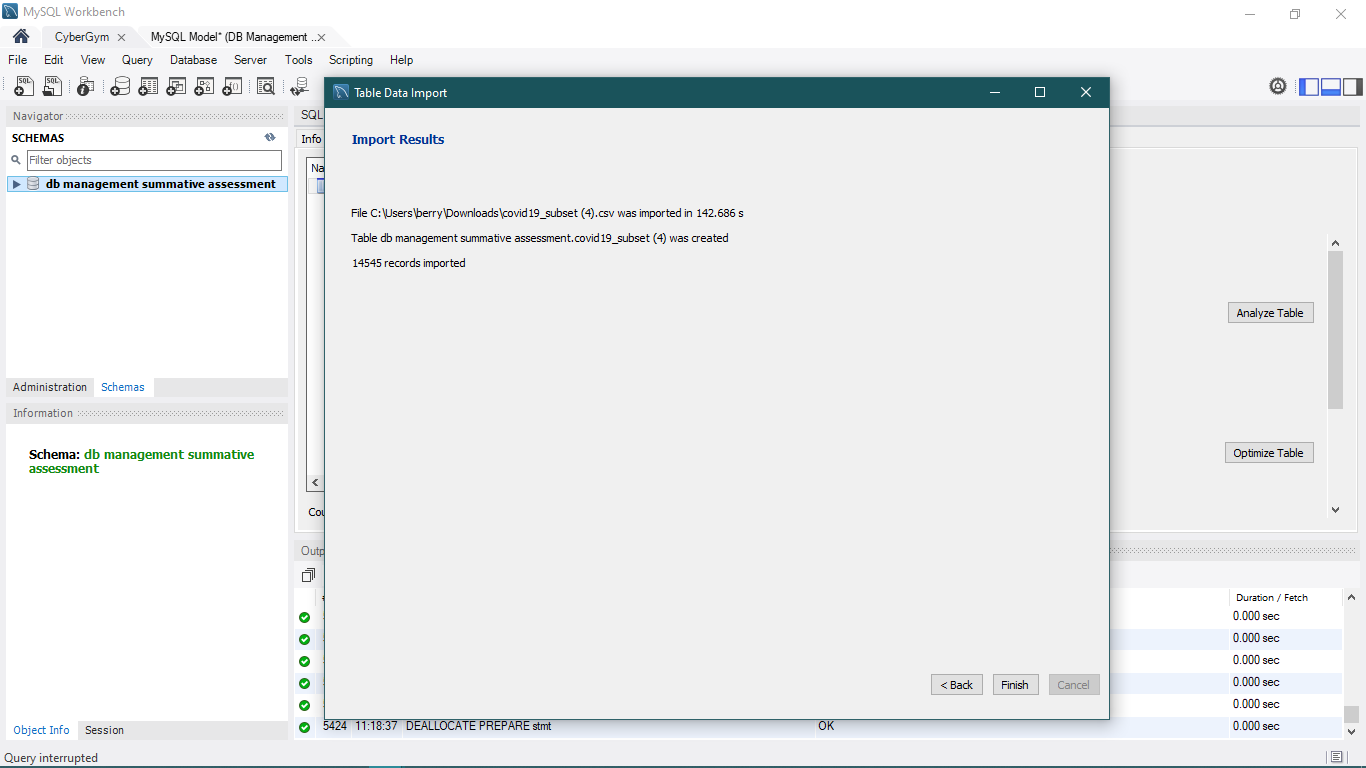 MySQL Workbench
CyberGym
MySQL Model* (DB Management ..
File Edit View Query Database Server Tools Scripting Help
Table Data Import
Navigator
SCHEMAS
Filter objects
db management summative assessment
SQL
Info
Import Results
File C:\Users\berry\Downloads\covid19_subset (4).csv was imported in 142.686 s
Table db management summative assessment.covid19_subset (4) was created
14545 records imported
Analyze Table
Optimize Table
Administration Schemas
Information
Schema: db management summative
assessment
< Back Finish Cancel
Duration / Fetch
0.000 sec
0.000 sec
0.000 sec
0.000 sec
0.000 sec
5424 11:18:37 DEALLOCATE PREPARE stmt OK 0.000 sec
Object Info Session
Query interrupted